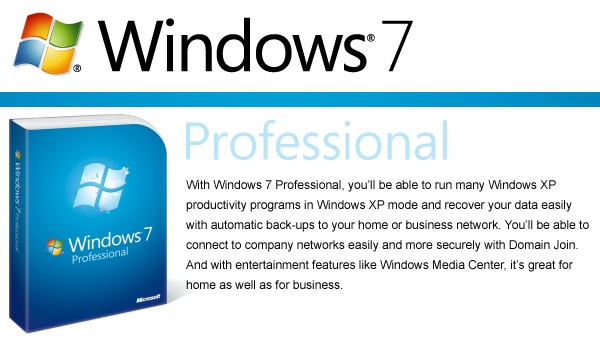 Windows® 7
®
Professional
With Windows 7 Professional, you'll be able to run many Windows XP
productivity programs in Windows XP mode and recover your data easily
with automatic back-ups to your home or business network. You'll be able to
connect to company networks easily and more securely with Domain Join.
And with entertainment features like Windows Media Center, it's great for
home as well as for business.
Windows 7 Professional
Windows 7
Professional
Microsoft